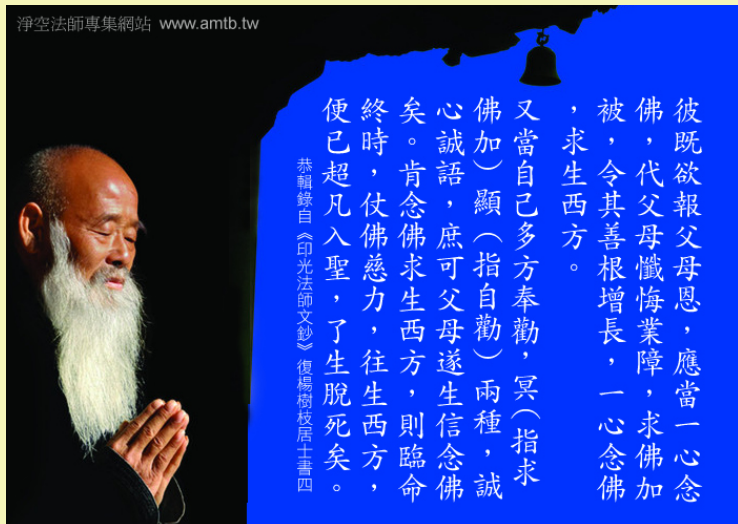 淨空法師專集網站 www.amtb.tw
彼既欲報父母恩，應當一心念
佛，代父母懺悔業障，求佛加
被，令其善根增長，一心念佛
，求生西方。
又當自己多方奉勸，冥（指求
佛加）顯（指自勸）兩種，誠
心誠語，庶可父母遂生信念佛
矣。肯念佛求生西方，則臨命
終時，仗佛慈力，往生西方，
便已超凡入聖，了生脫死矣。
恭輯錄自《印光法師文鈔》復楊樹枝居士書四